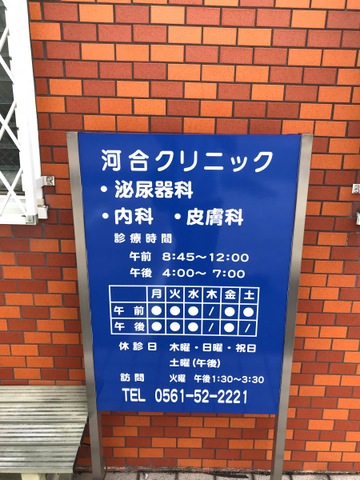 河合クリニック
・泌尿器科
・内科 ・皮膚科
診療時間
午前 8:45～12:00
午後 4:00～ 7:00
月 火 水 木 金 土
午前 ● ● ● / ● ●
午後 ● ● ● / ● /
休診日 木曜・日曜・祝日
土曜(午後)
訪問 火曜 午後1:30～3:30
TEL 0561-52-2221